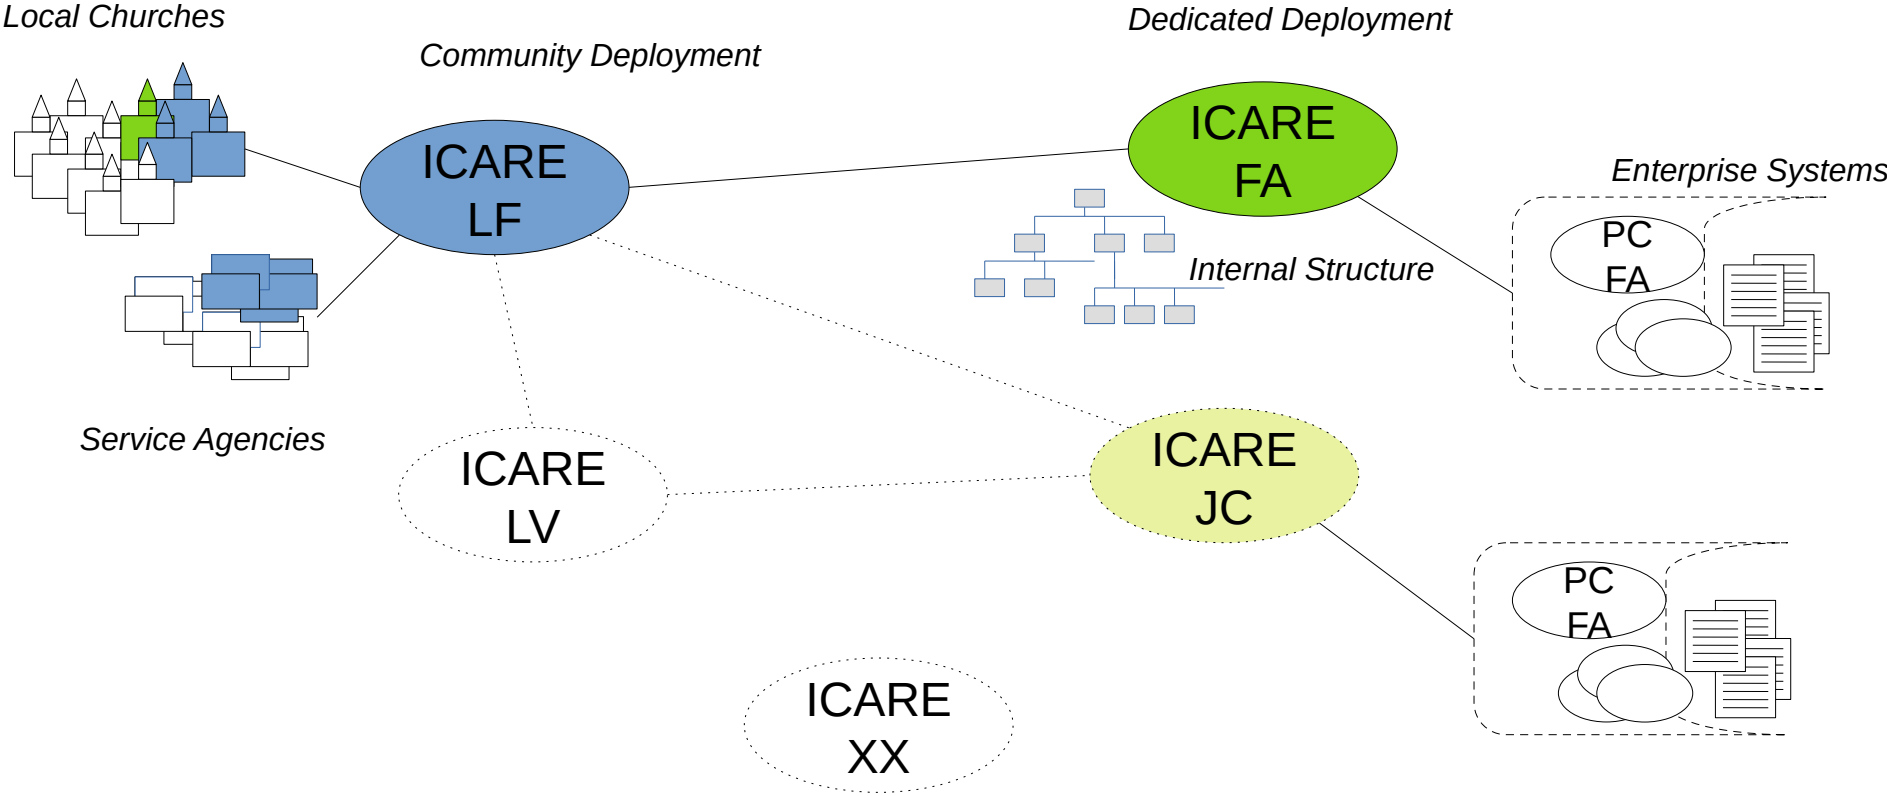 Local Churches
Community Deployment
Dedicated Deployment
ICARE
LF
ICARE
FA
Enterprise Systems
PC
FA
Internal Structure
Service Agencies
ICARE
LV
ICARE
JC
PC
FA
ICARE
XX